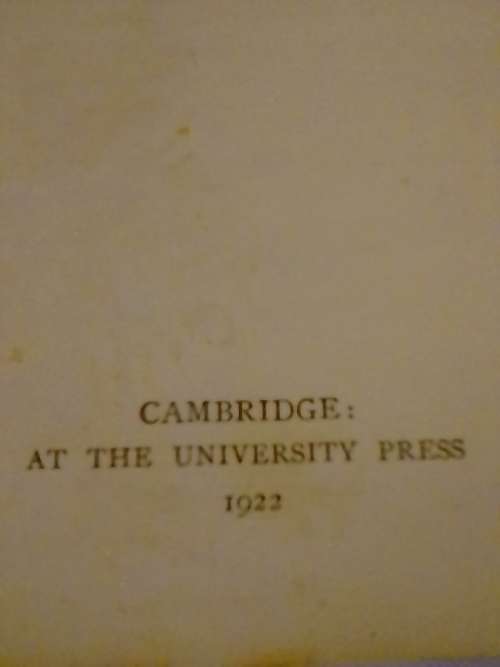 CAMBRIDGE:
AT THE UNIVERSITY PRESS
1922